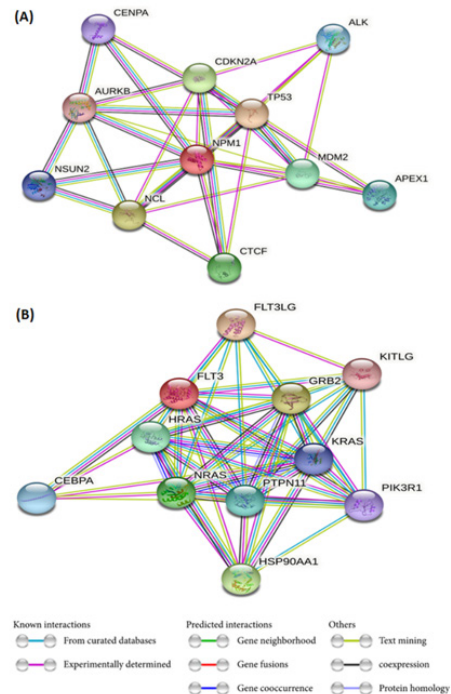 (A)
CENPA
ALK
CDKN2A
AURKB
TP53
NPM1
MDM2
NSUN2
APEX1
NCL
CTCF
(B)
FLT3LG
KITLG
FLT3
GRB2
HRAS
KRAS
CEBPA
NRAS
PTPN11
PIK3R1
HSP90AA1
Known interactions
Predicted interactions
Others
From curated databases
Gene neighborhood
Text mining
Experimentally determined
Gene fusions
coexpression
Gene cooccurrence
Protein homology